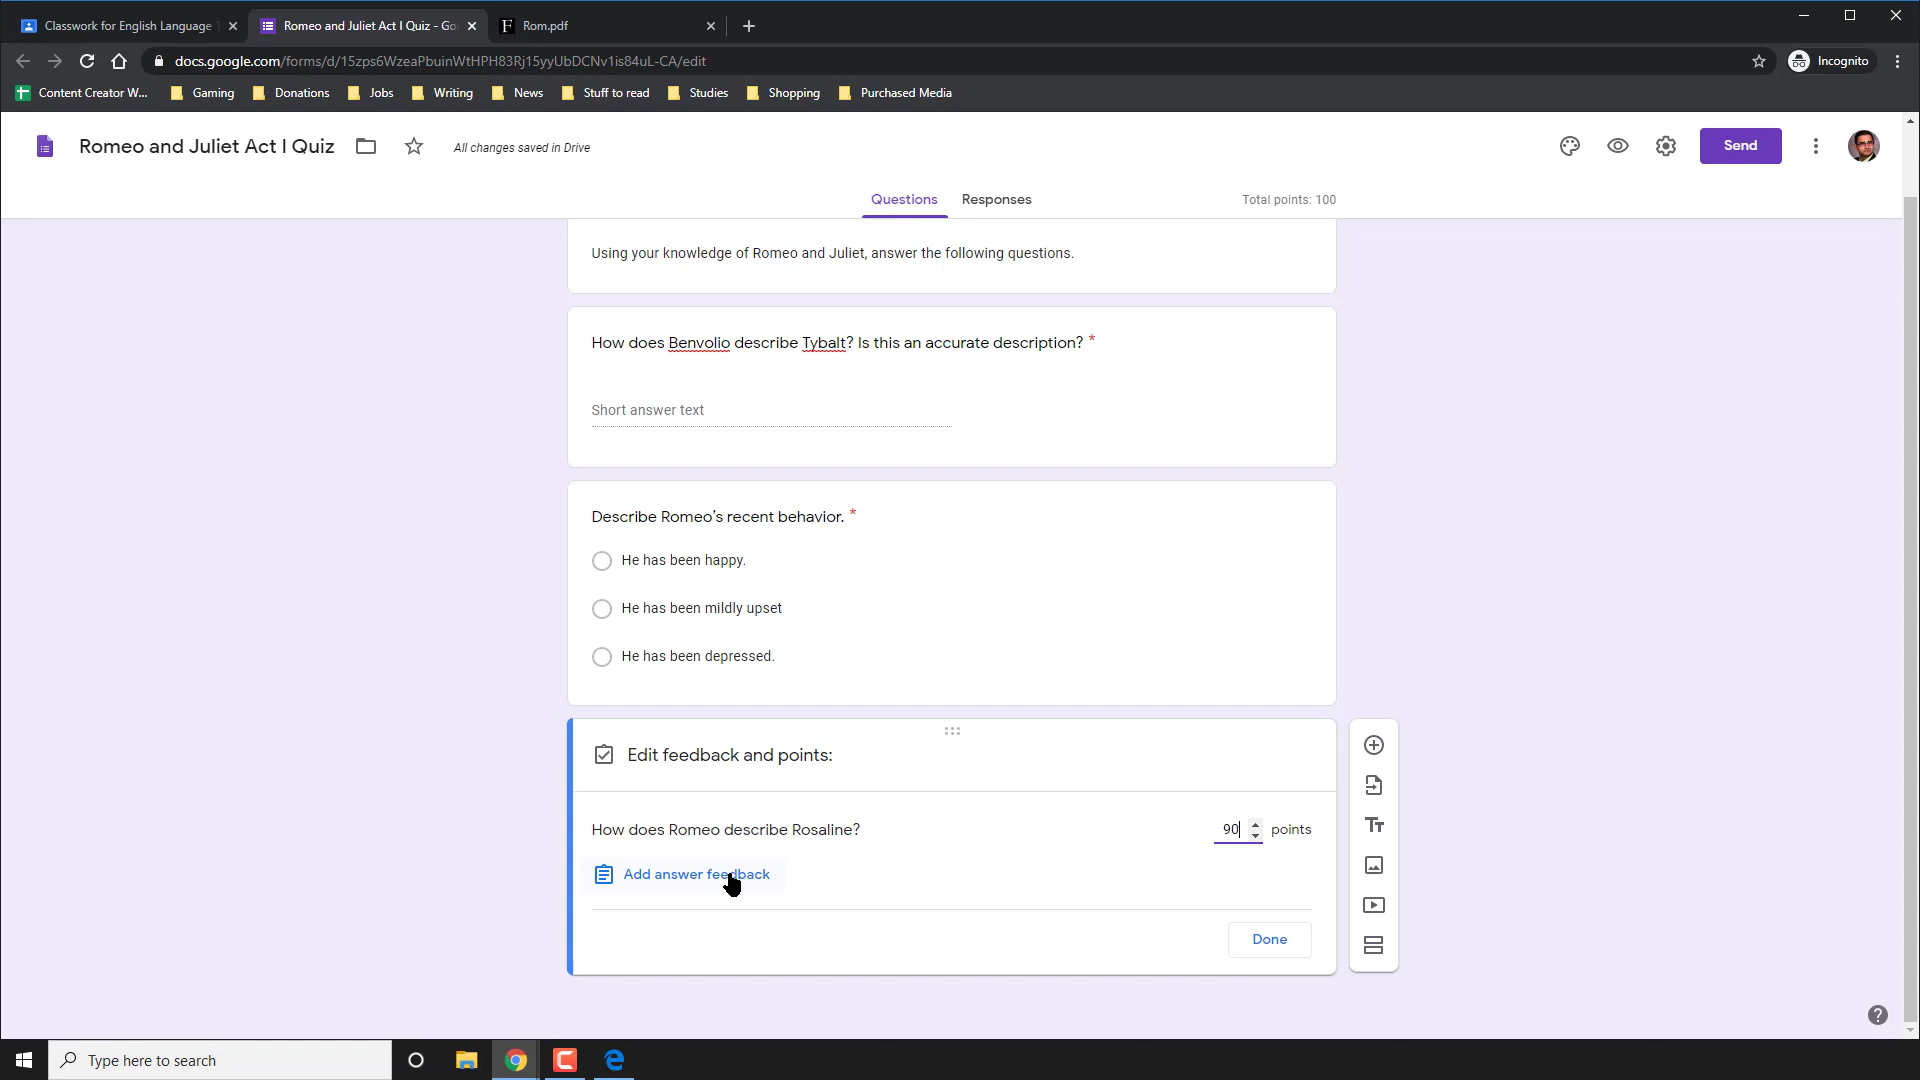 Classwork for English Language
Romeo and Juliet Act I Quiz - Go
Rom.pdf
docs.google.com/forms/d/15zps6WzeaPbuinWtHPH83Rj15yyUbDCNv1is84uL-CA/edit
Incognito
Content Creator W...
Gaming
Donations
Jobs
Writing
News
Stuff to read
Studies
Shopping
Purchased Media
Romeo and Juliet Act I Quiz
All changes saved in Drive
Send
Questions
Responses
Total points: 100
Using your knowledge of Romeo and Juliet, answer the following questions.
How does Benvolio describe Tybalt? Is this an accurate description? *
Short answer text
Describe Romeo’s recent behavior. *
He has been happy.
He has been mildly upset
He has been depressed.
Edit feedback and points:
How does Romeo describe Rosaline?
90 points
Add answer feedback
Done
Type here to search